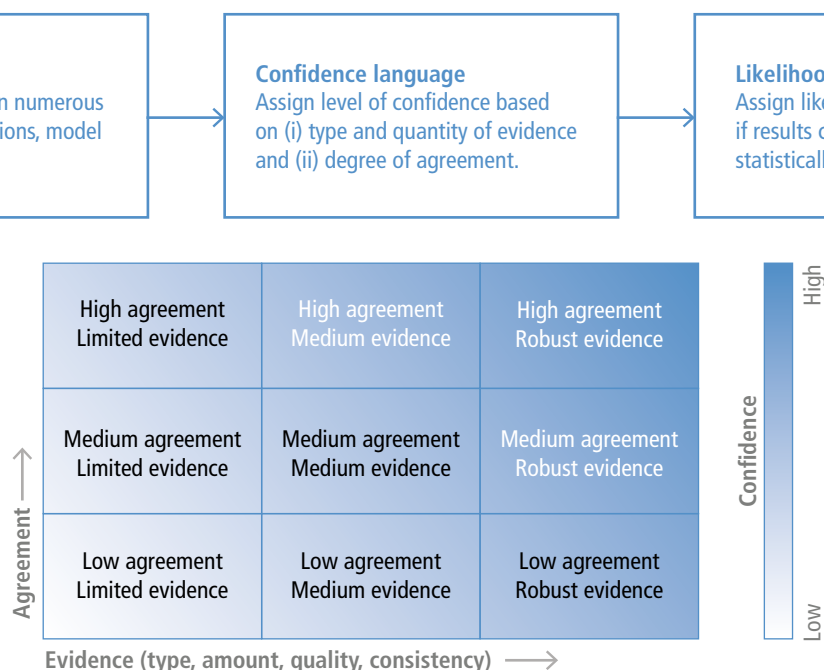 n numerous
ions, model
Confidence language
Assign level of confidence based
on (i) type and quantity of evidence
and (ii) degree of agreement.
Likelihoo
Assign like
if results c
statisticall
High agreement
Limited evidence
High agreement
Medium evidence
High agreement
Robust evidence
Medium agreement
Limited evidence
Medium agreement
Medium evidence
Medium agreement
Robust evidence
Low agreement
Limited evidence
Low agreement
Medium evidence
Low agreement
Robust evidence
Agreement
Evidence (type, amount, quality, consistency)
Confidence
High
Low